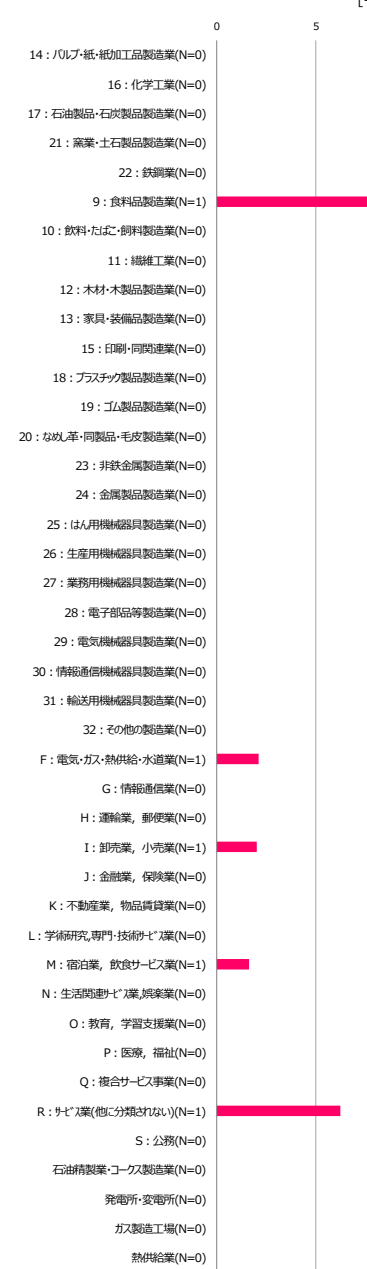 0 5
14：パルプ・紙・紙加工品製造業(N=0)
16：化学工業(N=0)
17：石油製品・石炭製品製造業(N=0)
21：窯業・土石製品製造業(N=0)
22：鉄鋼業(N=0)
9：食料品製造業(N=1)
10：飲料・たばこ・飼料製造業(N=0)
11：繊維工業(N=0)
12：木材・木製品製造業(N=0)
13：家具・装備品製造業(N=0)
15：印刷・同関連業(N=0)
18：プラスチック製品製造業(N=0)
19：ゴム製品製造業(N=0)
20：なめし革・同製品・毛皮製造業(N=0)
23：非鉄金属製造業(N=0)
24：金属製品製造業(N=0)
25：はん用機械器具製造業(N=0)
26：生産用機械器具製造業(N=0)
27：業務用機械器具製造業(N=0)
28：電子部品等製造業(N=0)
29：電気機械器具製造業(N=0)
30：情報通信機械器具製造業(N=0)
31：輸送用機械器具製造業(N=0)
32：その他の製造業(N=0)
F：電気・ガス・熱供給・水道業(N=1)
G：情報通信業(N=0)
H：運輸業，郵便業(N=0)
I：卸売業，小売業(N=1)
J：金融業，保険業(N=0)
K：不動産業，物品賃貸業(N=0)
L：学術研究,専門・技術サービス業(N=0)
M：宿泊業，飲食サービス業(N=1)
N：生活関連サービス業,娯楽業(N=0)
O：教育，学習支援業(N=0)
P：医療，福祉(N=0)
Q：複合サービス事業(N=0)
R：サービス業(他に分類されない)(N=1)
S：公務(N=0)
石油精製業・コークス製造業(N=0)
発電所・変電所(N=0)
ガス製造工場(N=0)
熱供給業(N=0)